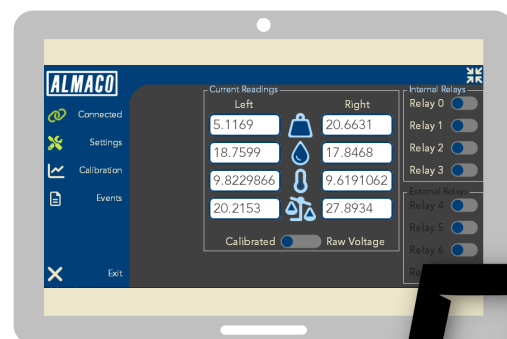 ALMACO
Connected
Settings
Calibration
Events
Exit
Current Readings
Left Right
5.1169 20.6631
18.7599 17.8468
9.8229866 9.6191062
20.2153 27.8934
Calibrated Raw Voltage
Internal Relays
Relay 0
Relay 1
Relay 2
Relay 3
External Relays
Relay 4
Relay 5
Relay 6